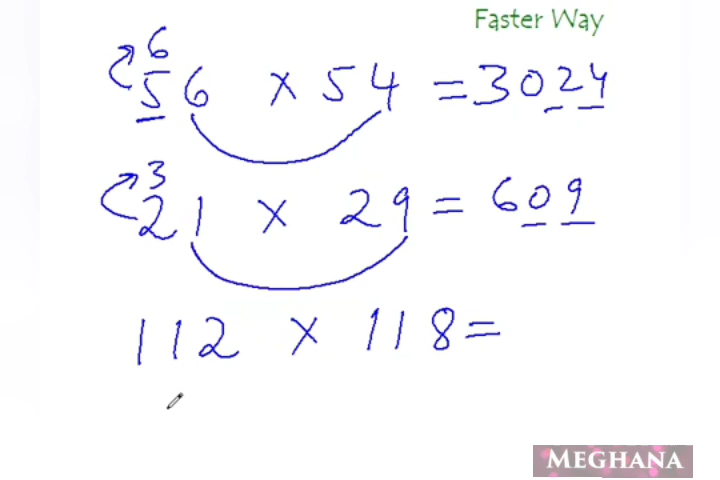 Faster Way
6
56 × 54 = 3024
3
21 × 29 = 609
112 × 118 =
MEGHANA